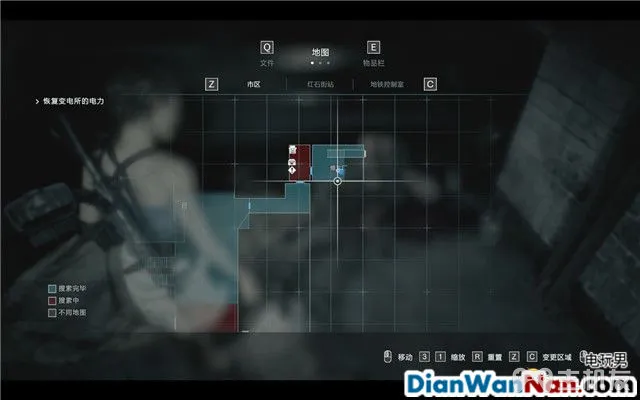 Q 地图 E
文件 物品栏
Z 市区 红石街站 地铁控制室 C
恢复变电所的电力
搜索完毕
搜索中
不同地图
移动 3 1 缩放 R 重置 Z C 变更区域
电玩男
DianWanNan.com